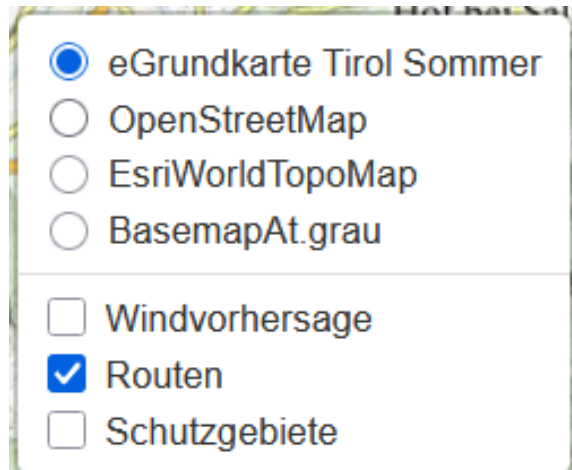 eGrundkarte Tirol Sommer
OpenStreetMap
EsriWorldTopoMap
BasemapAt.grau
Windvorhersage
Routen
Schutzgebiete